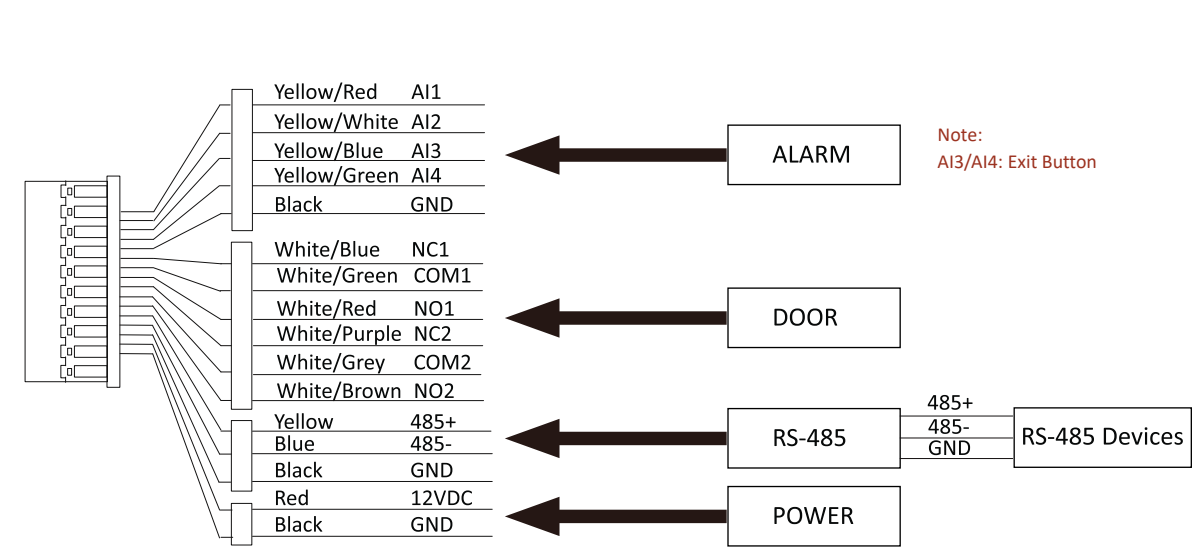 Yellow/Red AI1
Yellow/White AI2
Yellow/Blue AI3
Yellow/Green AI4
Black GND
ALARM
Note:
AI3/AI4: Exit Button
White/Blue NC1
White/Green COM1
White/Red NO1
White/Purple NC2
White/Grey COM2
White/Brown NO2
DOOR
Yellow 485+
Blue 485-
Black GND
RS-485
485+
485-
GND
RS-485 Devices
Red 12VDC
Black GND
POWER